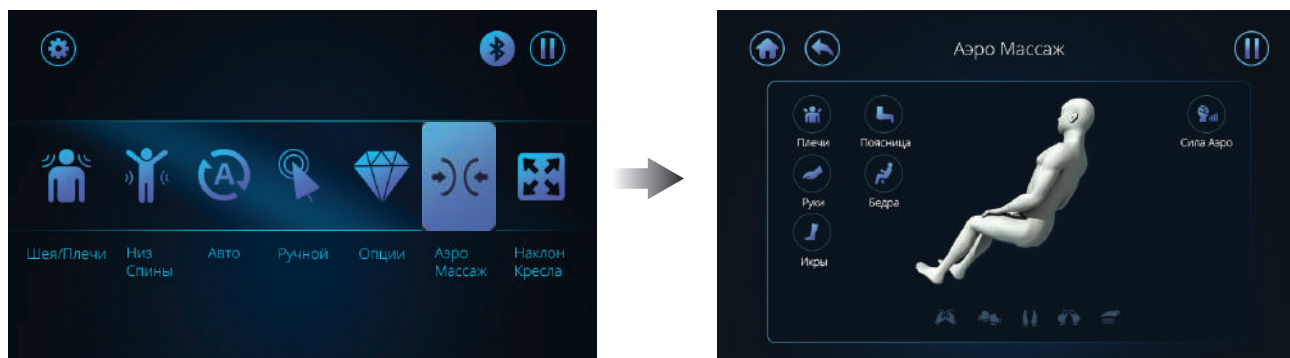 Шея/Плечи
Низ
Спины
Авто
Ручной
Опции
Аэро
Массаж
Наклон
Кресла
Аэро Массаж
Плечи
Поясница
Сила Аэро
Руки
Бедра
Икры